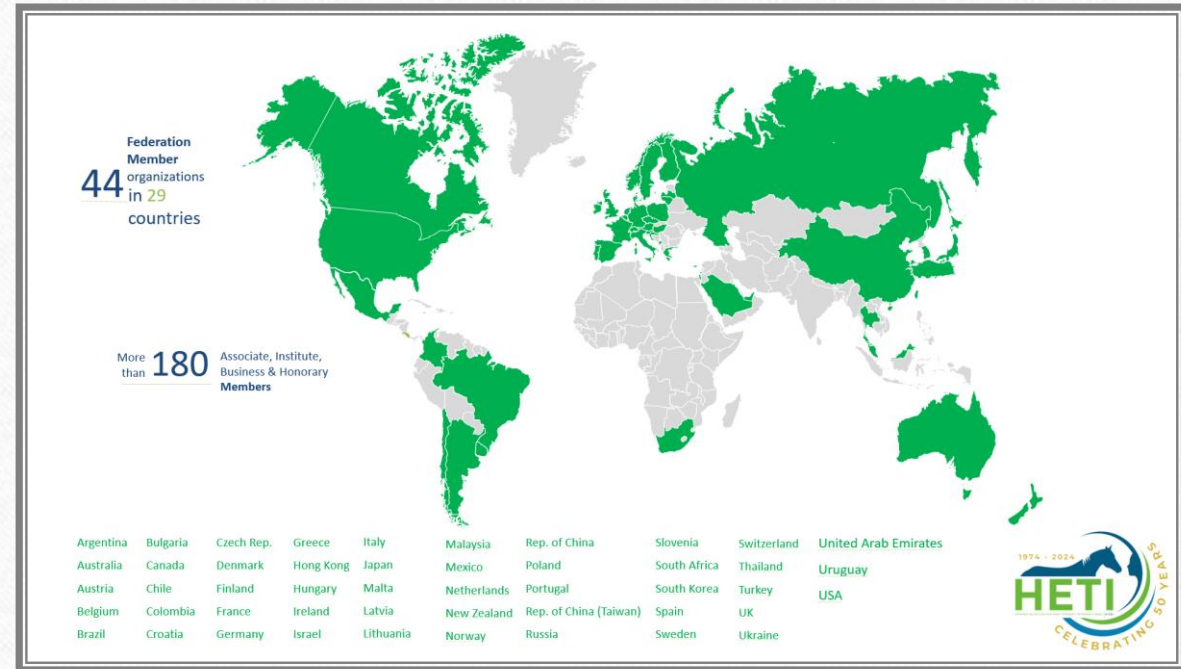 Federation
Member
44 organizations
in 29
countries
More than 180 Associate, Institute,
Business & Honorary
Members
Argentina Bulgaria Czech Rep. Greece Italy Malaysia Rep. of China Slovenia Switzerland United Arab Emirates
Australia Canada Denmark Hong Kong Japan Mexico Poland South Africa Thailand Uruguay
Austria Chile Finland Hungary Malta Netherlands Portugal South Korea Turkey USA
Belgium Colombia France Ireland Latvia New Zealand Rep. of China (Taiwan) Spain UK
Brazil Croatia Germany Israel Lithuania Norway Russia Sweden Ukraine
1974 - 2024
HETI
CELEBRATING 50 YEARS